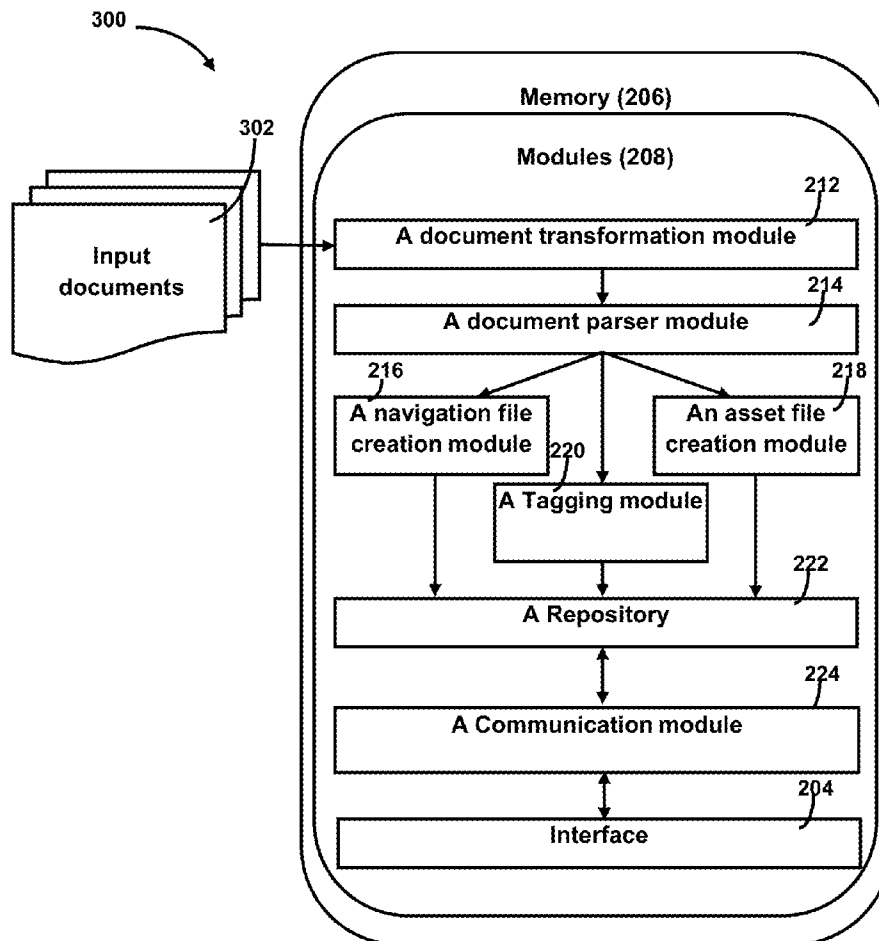 300
Memory (206)
302
Modules (208)
212
A document transformation module
Input
documents
214
A document parser module
216
218
A navigation file
creation module
An asset file
creation module
220
A Tagging module
222
A Repository
224
A Communication module
204
Interface